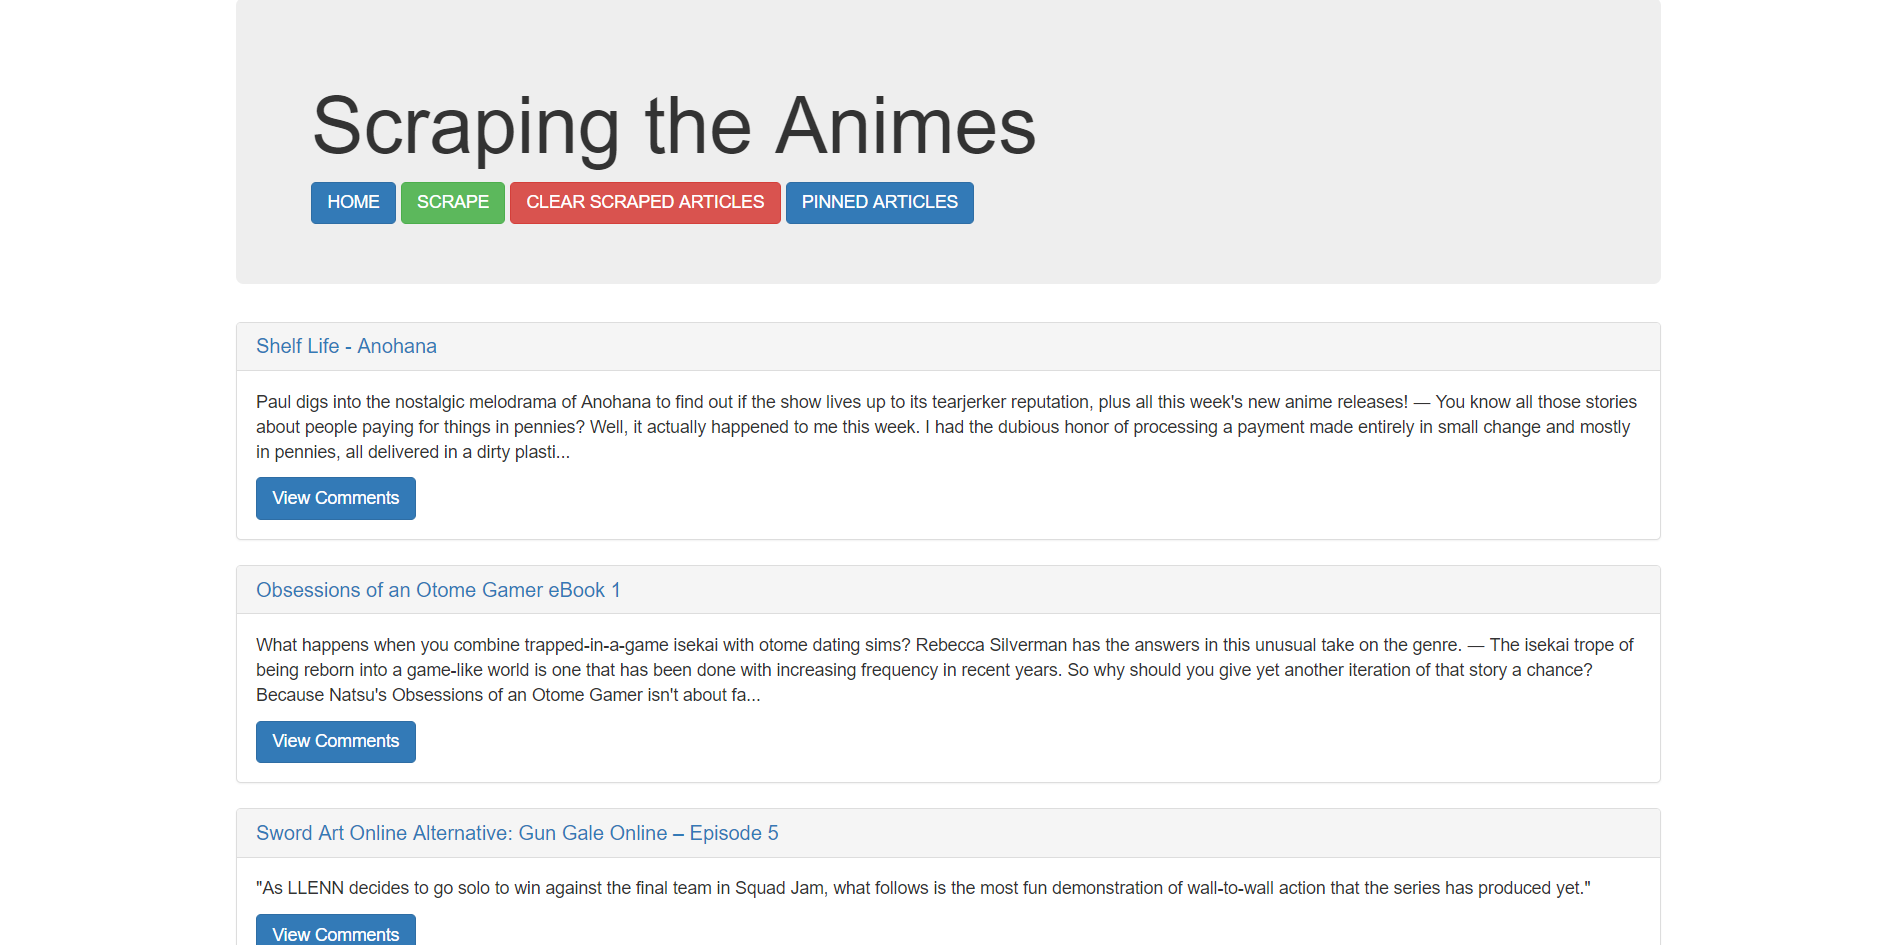 Scraping the Animes
HOME SCRAPE CLEAR SCRAPED ARTICLES PINNED ARTICLES
Shelf Life - Anohana
Paul digs into the nostalgic melodrama of Anohana to find out if the show lives up to its tearjerker reputation, plus all this week's new anime releases! — You know all those stories
about people paying for things in pennies? Well, it actually happened to me this week. I had the dubious honor of processing a payment made entirely in small change and mostly
in pennies, all delivered in a dirty plasti...
View Comments
Obsessions of an Otome Gamer eBook 1
What happens when you combine trapped-in-a-game isekai with otome dating sims? Rebecca Silverman has the answers in this unusual take on the genre. — The isekai trope of
being reborn into a game-like world is one that has been done with increasing frequency in recent years. So why should you give yet another iteration of that story a chance?
Because Natsu's Obsessions of an Otome Gamer isn't about fa...
View Comments
Sword Art Online Alternative: Gun Gale Online – Episode 5
"As LLENN decides to go solo to win against the final team in Squad Jam, what follows is the most fun demonstration of wall-to-wall action that the series has produced yet."
View Comments